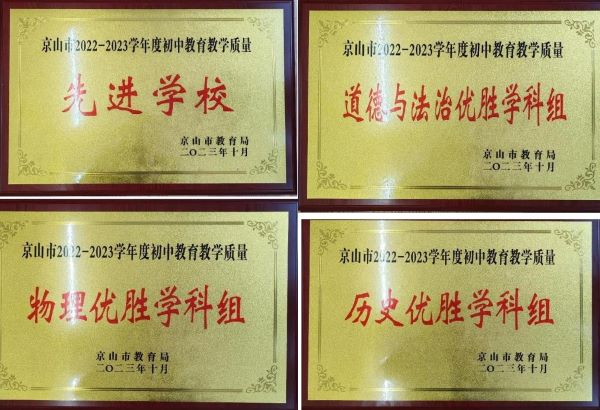 京山市2022-2023学年度初中教育教学质量
先进学校
京山市教育局
二〇二三年十月
京山市2022-2023学年度初中教育教学质量
道德与法治优胜学科组
京山市教育局
二〇二三年十月
京山市2022-2023学年度初中教育教学质量
物理优胜学科组
京山市教育局
二〇二三年十月
京山市2022-2023学年度初中教育教学质量
历史优胜学科组
京山市教育局
二〇二三年十月